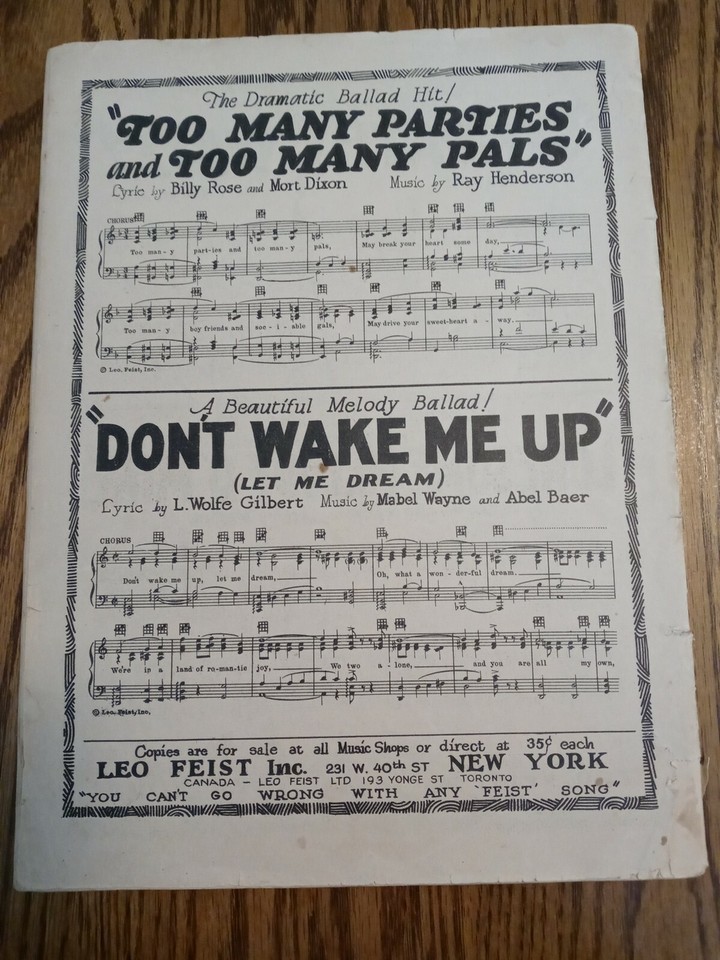 The Dramatic Ballad Hit!
"TOO MANY PARTIES
and TOO MANY PALS"
Lyric by Billy Rose and Mort Dixon Music by Ray Henderson
CHORUS
Too man - y part-ies and too man - y pals, May break your heart some day,
Too man - y boy friends and soc - i - able gals, May drive your sweet-heart a - way.
© Leo. Feist, Inc.
A Beautiful Melody Ballad!
"DON'T WAKE ME UP"
(LET ME DREAM)
Lyric by L. Wolfe Gilbert Music by Mabel Wayne and Abel Baer
CHORUS
Don't wake me up, let me dream, Oh, what a won - der-ful dream.
We're in a land of ro-man-tic joy, We two a - lone, and you are all my own,
© Leo. Feist, Inc.
Copies are for sale at all Music Shops or direct at 35¢ each
LEO FEIST Inc. 231 W. 40th ST NEW YORK
CANADA - LEO FEIST LTD 193 YONGE ST TORONTO
"YOU CAN'T GO WRONG WITH ANY 'FEIST' SONG"